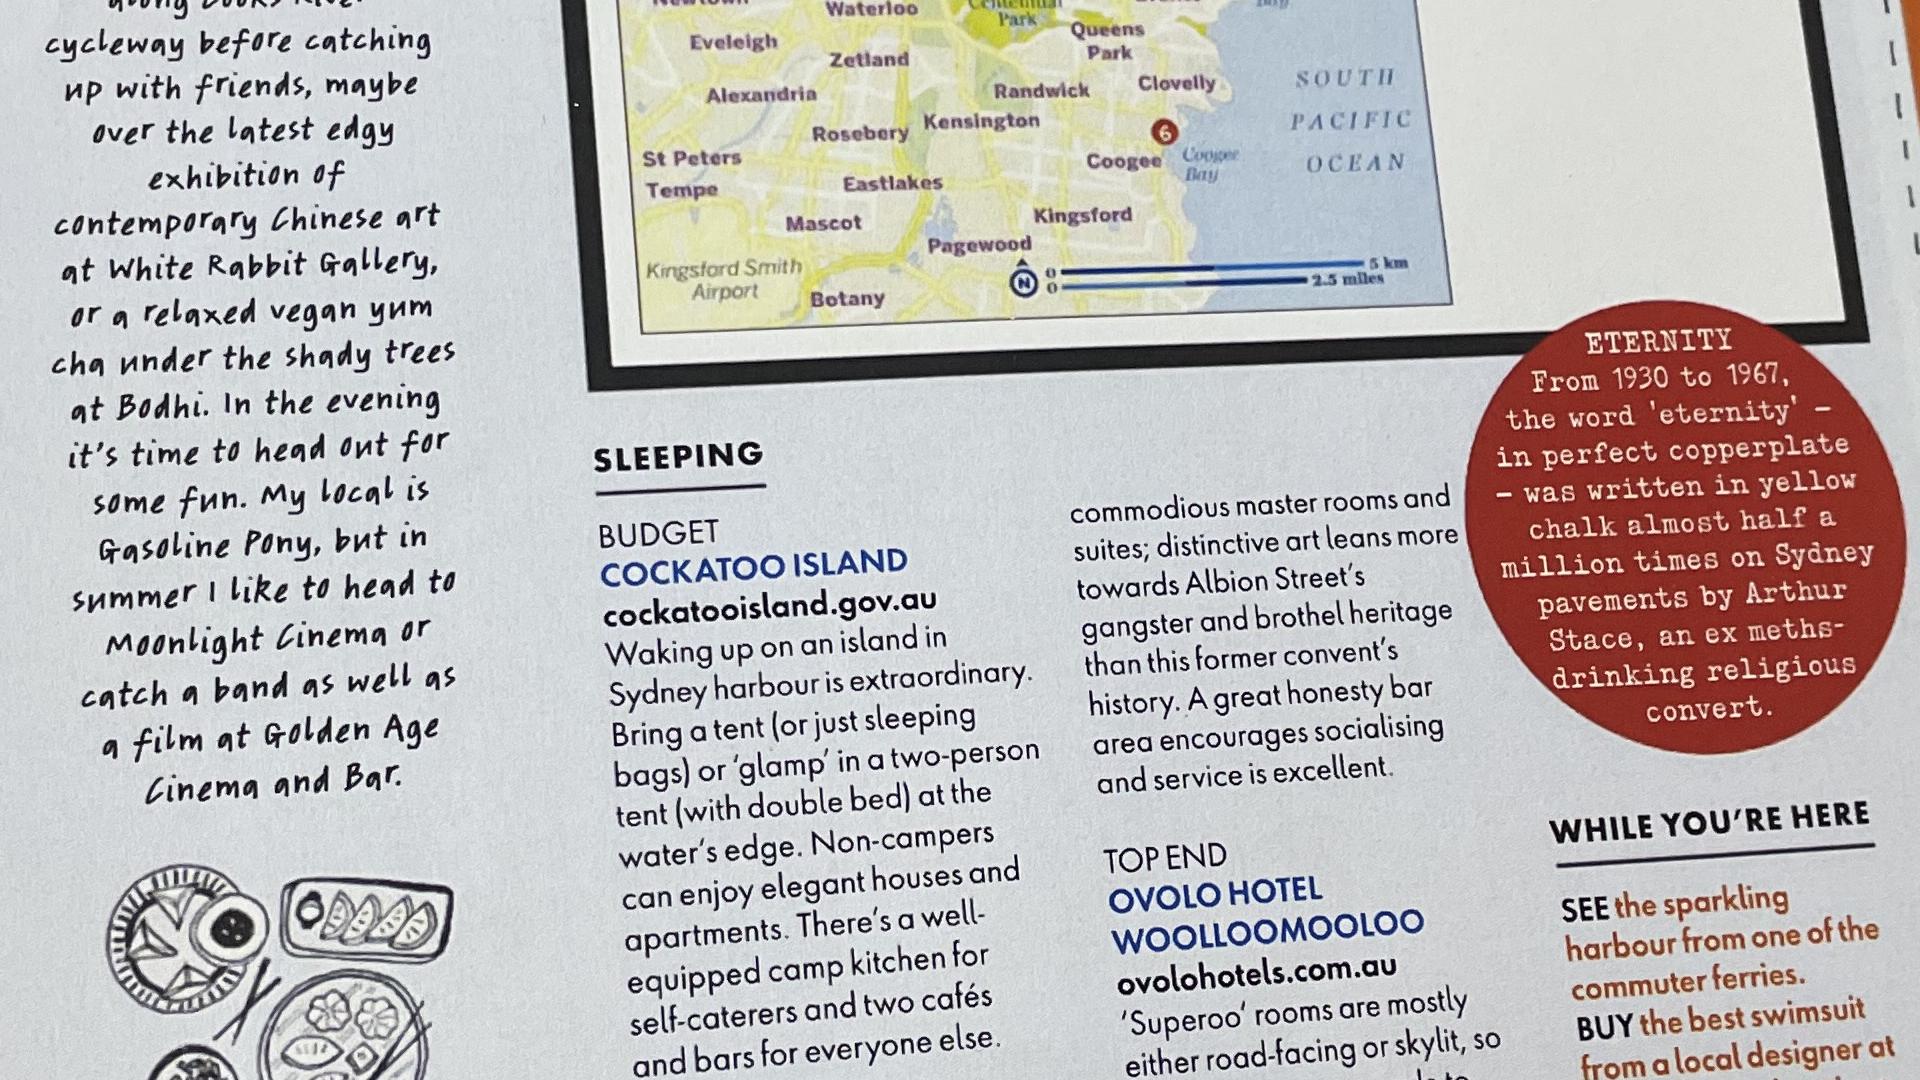 cycleway before catching
up with friends, maybe
over the latest edgy
exhibition of
contemporary Chinese art
at White Rabbit Gallery,
or a relaxed vegan yum
cha under the shady trees
at Bodhi. In the evening
it's time to head out for
some fun. My local is
Gasoline Pony, but in
summer I like to head to
Moonlight Cinema or
catch a band as well as
a film at Golden Age
Cinema and Bar.
Newtown
Waterloo
Centennial
Park
Queens
Park
Eveleigh
Zetland
Clovelly
Alexandria
Randwick
Rosebery
Kensington
6
St Peters
Coogee
Coogee
Bay
Tempe
Eastlakes
Mascot
Kingsford
Pagewood
Kingsford Smith
Airport
Botany
SOUTH
PACIFIC
OCEAN
N
0 5 km
0 2.5 miles
SLEEPING
BUDGET
COCKATOO ISLAND
cockatooisland.gov.au
Waking up on an island in
Sydney harbour is extraordinary.
Bring a tent (or just sleeping
bags) or 'glamp' in a two-person
tent (with double bed) at the
water's edge. Non-campers
can enjoy elegant houses and
apartments. There's a well-
equipped camp kitchen for
self-caterers and two cafés
and bars for everyone else.
commodious master rooms and
suites; distinctive art leans more
towards Albion Street's
gangster and brothel heritage
than this former convent's
history. A great honesty bar
area encourages socialising
and service is excellent.
TOP END
OVOLO HOTEL
WOOLLOOMOOLOO
ovolohotels.com.au
'Superoo' rooms are mostly
either road-facing or skylit, so
ETERNITY
From 1930 to 1967,
the word 'eternity' –
in perfect copperplate
– was written in yellow
chalk almost half a
million times on Sydney
pavements by Arthur
Stace, an ex meths-
drinking religious
convert.
WHILE YOU'RE HERE
SEE the sparkling
harbour from one of the
commuter ferries.
BUY the best swimsuit
from a local designer at